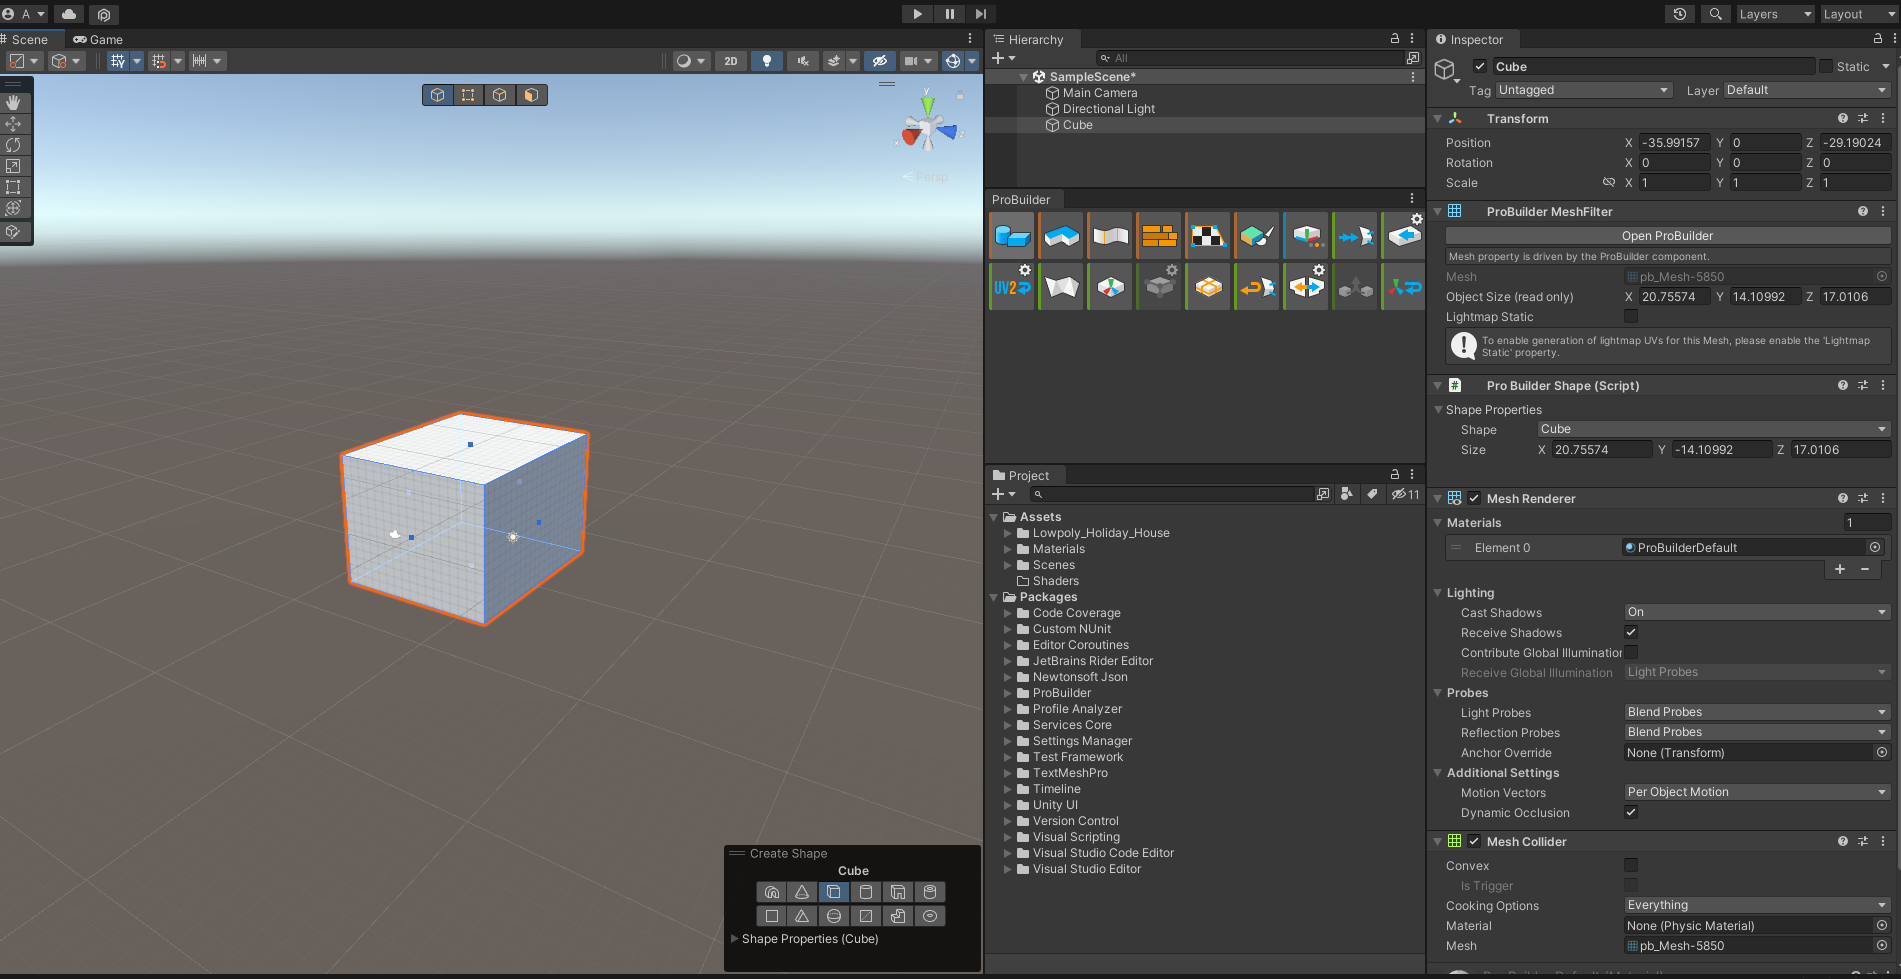 A
Layers
Layout
Scene
Game
2D
y
x
z
Persp
Create Shape
Cube
Shape Properties (Cube)
Hierarchy
All
SampleScene*
Main Camera
Directional Light
Cube
ProBuilder
UV2
Project
11
Assets
Lowpoly_Holiday_House
Materials
Scenes
Shaders
Packages
Code Coverage
Custom NUnit
Editor Coroutines
JetBrains Rider Editor
Newtonsoft Json
ProBuilder
Profile Analyzer
Services Core
Settings Manager
Test Framework
TextMeshPro
Timeline
Unity UI
Version Control
Visual Scripting
Visual Studio Code Editor
Visual Studio Editor
Inspector
Cube Static
Tag Untagged Layer Default
Transform
Position X -35.99157 Y 0 Z -29.19024
Rotation X 0 Y 0 Z 0
Scale X 1 Y 1 Z 1
ProBuilder MeshFilter
Open ProBuilder
Mesh property is driven by the ProBuilder component.
Mesh pb_Mesh-5850
Object Size (read only) X 20.75574 Y 14.10992 Z 17.0106
Lightmap Static
To enable generation of lightmap UVs for this Mesh, please enable the 'Lightmap
Static' property.
Pro Builder Shape (Script)
Shape Properties
Shape Cube
Size X 20.75574 Y -14.10992 Z 17.0106
Mesh Renderer
Materials 1
Element 0 ProBuilderDefault
Lighting
Cast Shadows On
Receive Shadows
Contribute Global Illumination
Receive Global Illumination Light Probes
Probes
Light Probes Blend Probes
Reflection Probes Blend Probes
Anchor Override None (Transform)
Additional Settings
Motion Vectors Per Object Motion
Dynamic Occlusion
Mesh Collider
Convex
Is Trigger
Cooking Options Everything
Material None (Physic Material)
Mesh pb_Mesh-5850